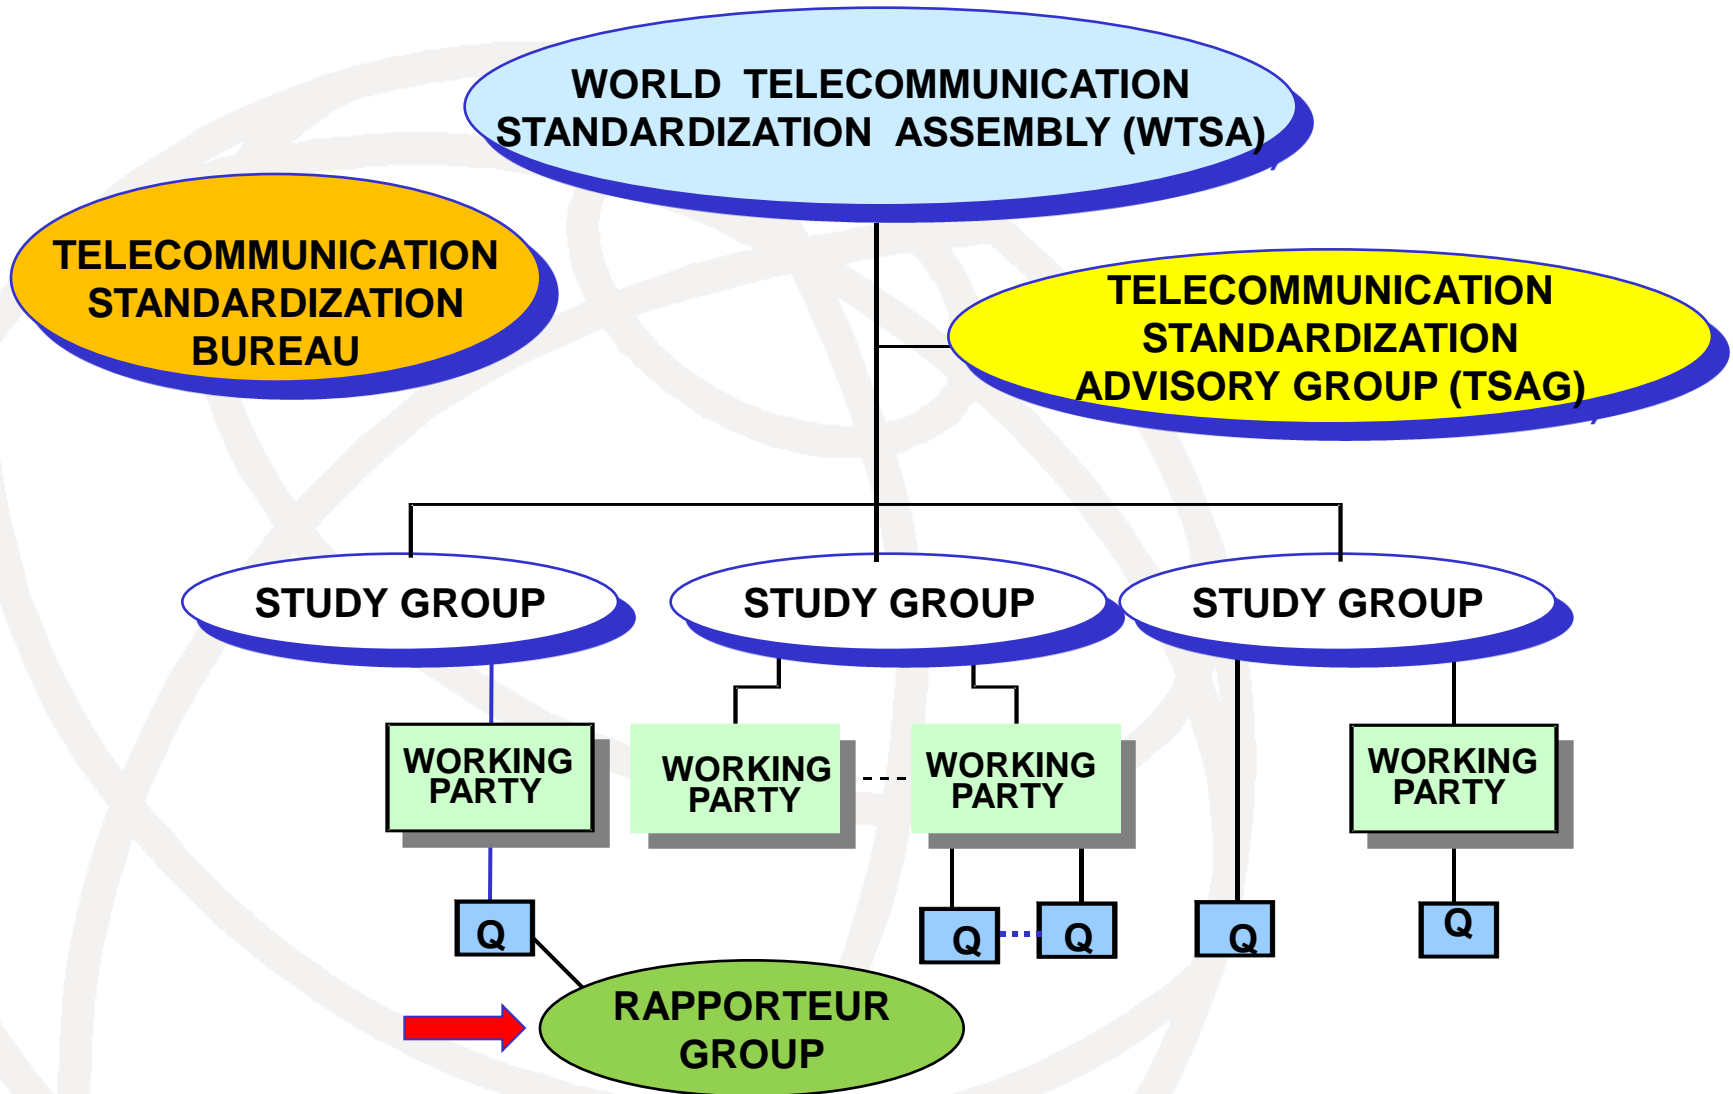 WORLD TELECOMMUNICATION
STANDARDIZATION ASSEMBLY (WTSA)
TELECOMMUNICATION
STANDARDIZATION
BUREAU
TELECOMMUNICATION
STANDARDIZATION
ADVISORY GROUP (TSAG)
STUDY GROUP
STUDY GROUP
STUDY GROUP
WORKING
PARTY
WORKING
PARTY
WORKING
PARTY
WORKING
PARTY
Q
Q
Q
Q
Q
RAPPORTEUR
GROUP